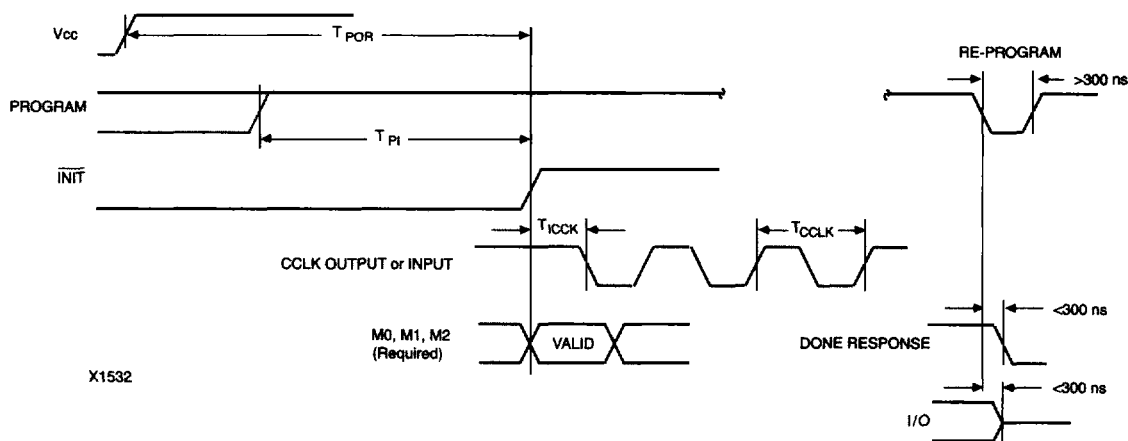 Vcc
T POR
RE-PROGRAM
>300 ns
PROGRAM
T PI
INIT
T ICCK
T CCLK
CCLK OUTPUT or INPUT
<300 ns
M0, M1, M2
(Required)
VALID
DONE RESPONSE
X1532
<300 ns
I/O